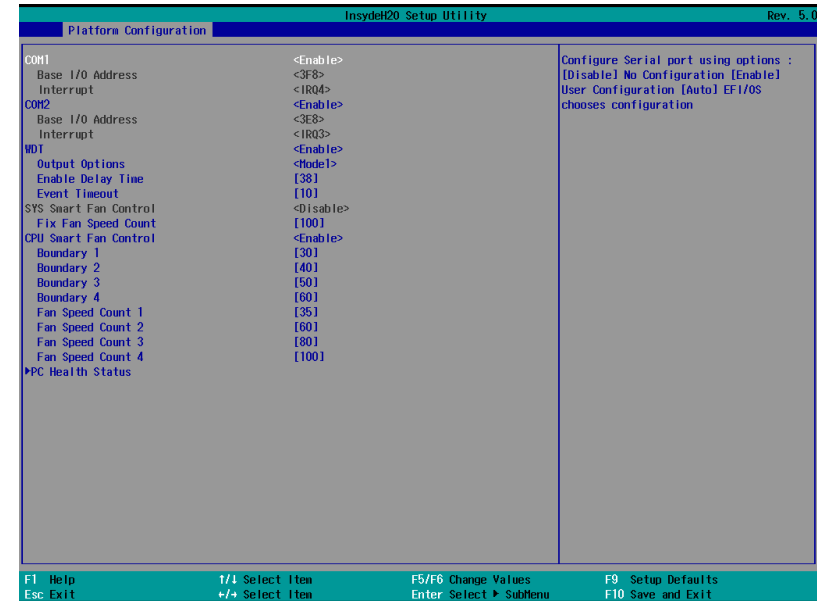 InsydeH20 Setup Utility Rev. 5.0
Platform Configuration
COM1 <Enable>
Base I/O Address <3F8>
Interrupt <IRQ4>
COM2 <Enable>
Base I/O Address <3E8>
Interrupt <IRQ3>
WDT <Enable>
Output Options <Model>
Enable Delay Time [38]
Event Timeout [10]
SYS Smart Fan Control <Disable>
Fix Fan Speed Count [100]
CPU Smart Fan Control <Enable>
Boundary 1 [30]
Boundary 2 [40]
Boundary 3 [50]
Boundary 4 [60]
Fan Speed Count 1 [35]
Fan Speed Count 2 [60]
Fan Speed Count 3 [80]
Fan Speed Count 4 [100]
►PC Health Status
Configure Serial port using options :
[Disable] No Configuration [Enable]
User Configuration [Auto] EFI/OS
chooses configuration
F1 Help ↑/↓ Select Item F5/F6 Change Values F9 Setup Defaults
Esc Exit ←/→ Select Item Enter Select ► SubMenu F10 Save and Exit